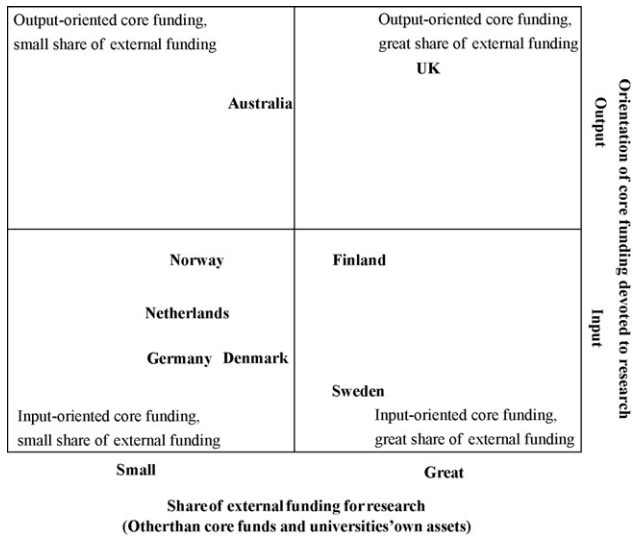 Output-oriented core funding,
small share of external funding
Output-oriented core funding,
great share of external funding
UK
Australia
Output
Orientation of core funding devoted to research
Norway
Finland
Netherlands
Input
Germany Denmark
Sweden
Input-oriented core funding,
small share of external funding
Input-oriented core funding,
great share of external funding
Small
Great
Share of external funding for research
(Otherthan core funds and universities' own assets)